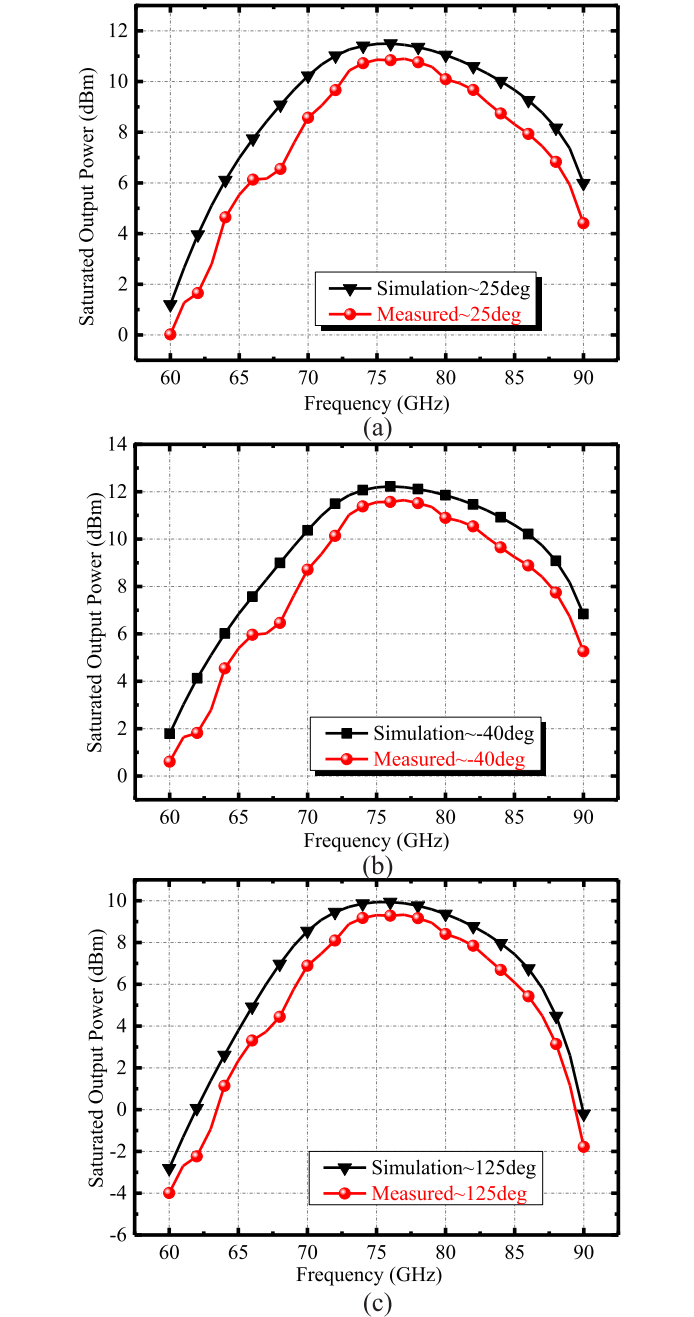 12
10
8
6
4
2
0
Saturated Output Power (dBm)
Simulation~25deg
Measured~25deg
60 65 70 75 80 85 90
Frequency (GHz)
(a)
14
12
10
8
6
4
2
0
Saturated Output Power (dBm)
Simulation~-40deg
Measured~-40deg
60 65 70 75 80 85 90
Frequency (GHz)
(b)
10
8
6
4
2
0
-2
-4
-6
Saturated Output Power (dBm)
Simulation~125deg
Measured~125deg
60 65 70 75 80 85 90
Frequency (GHz)
(c)